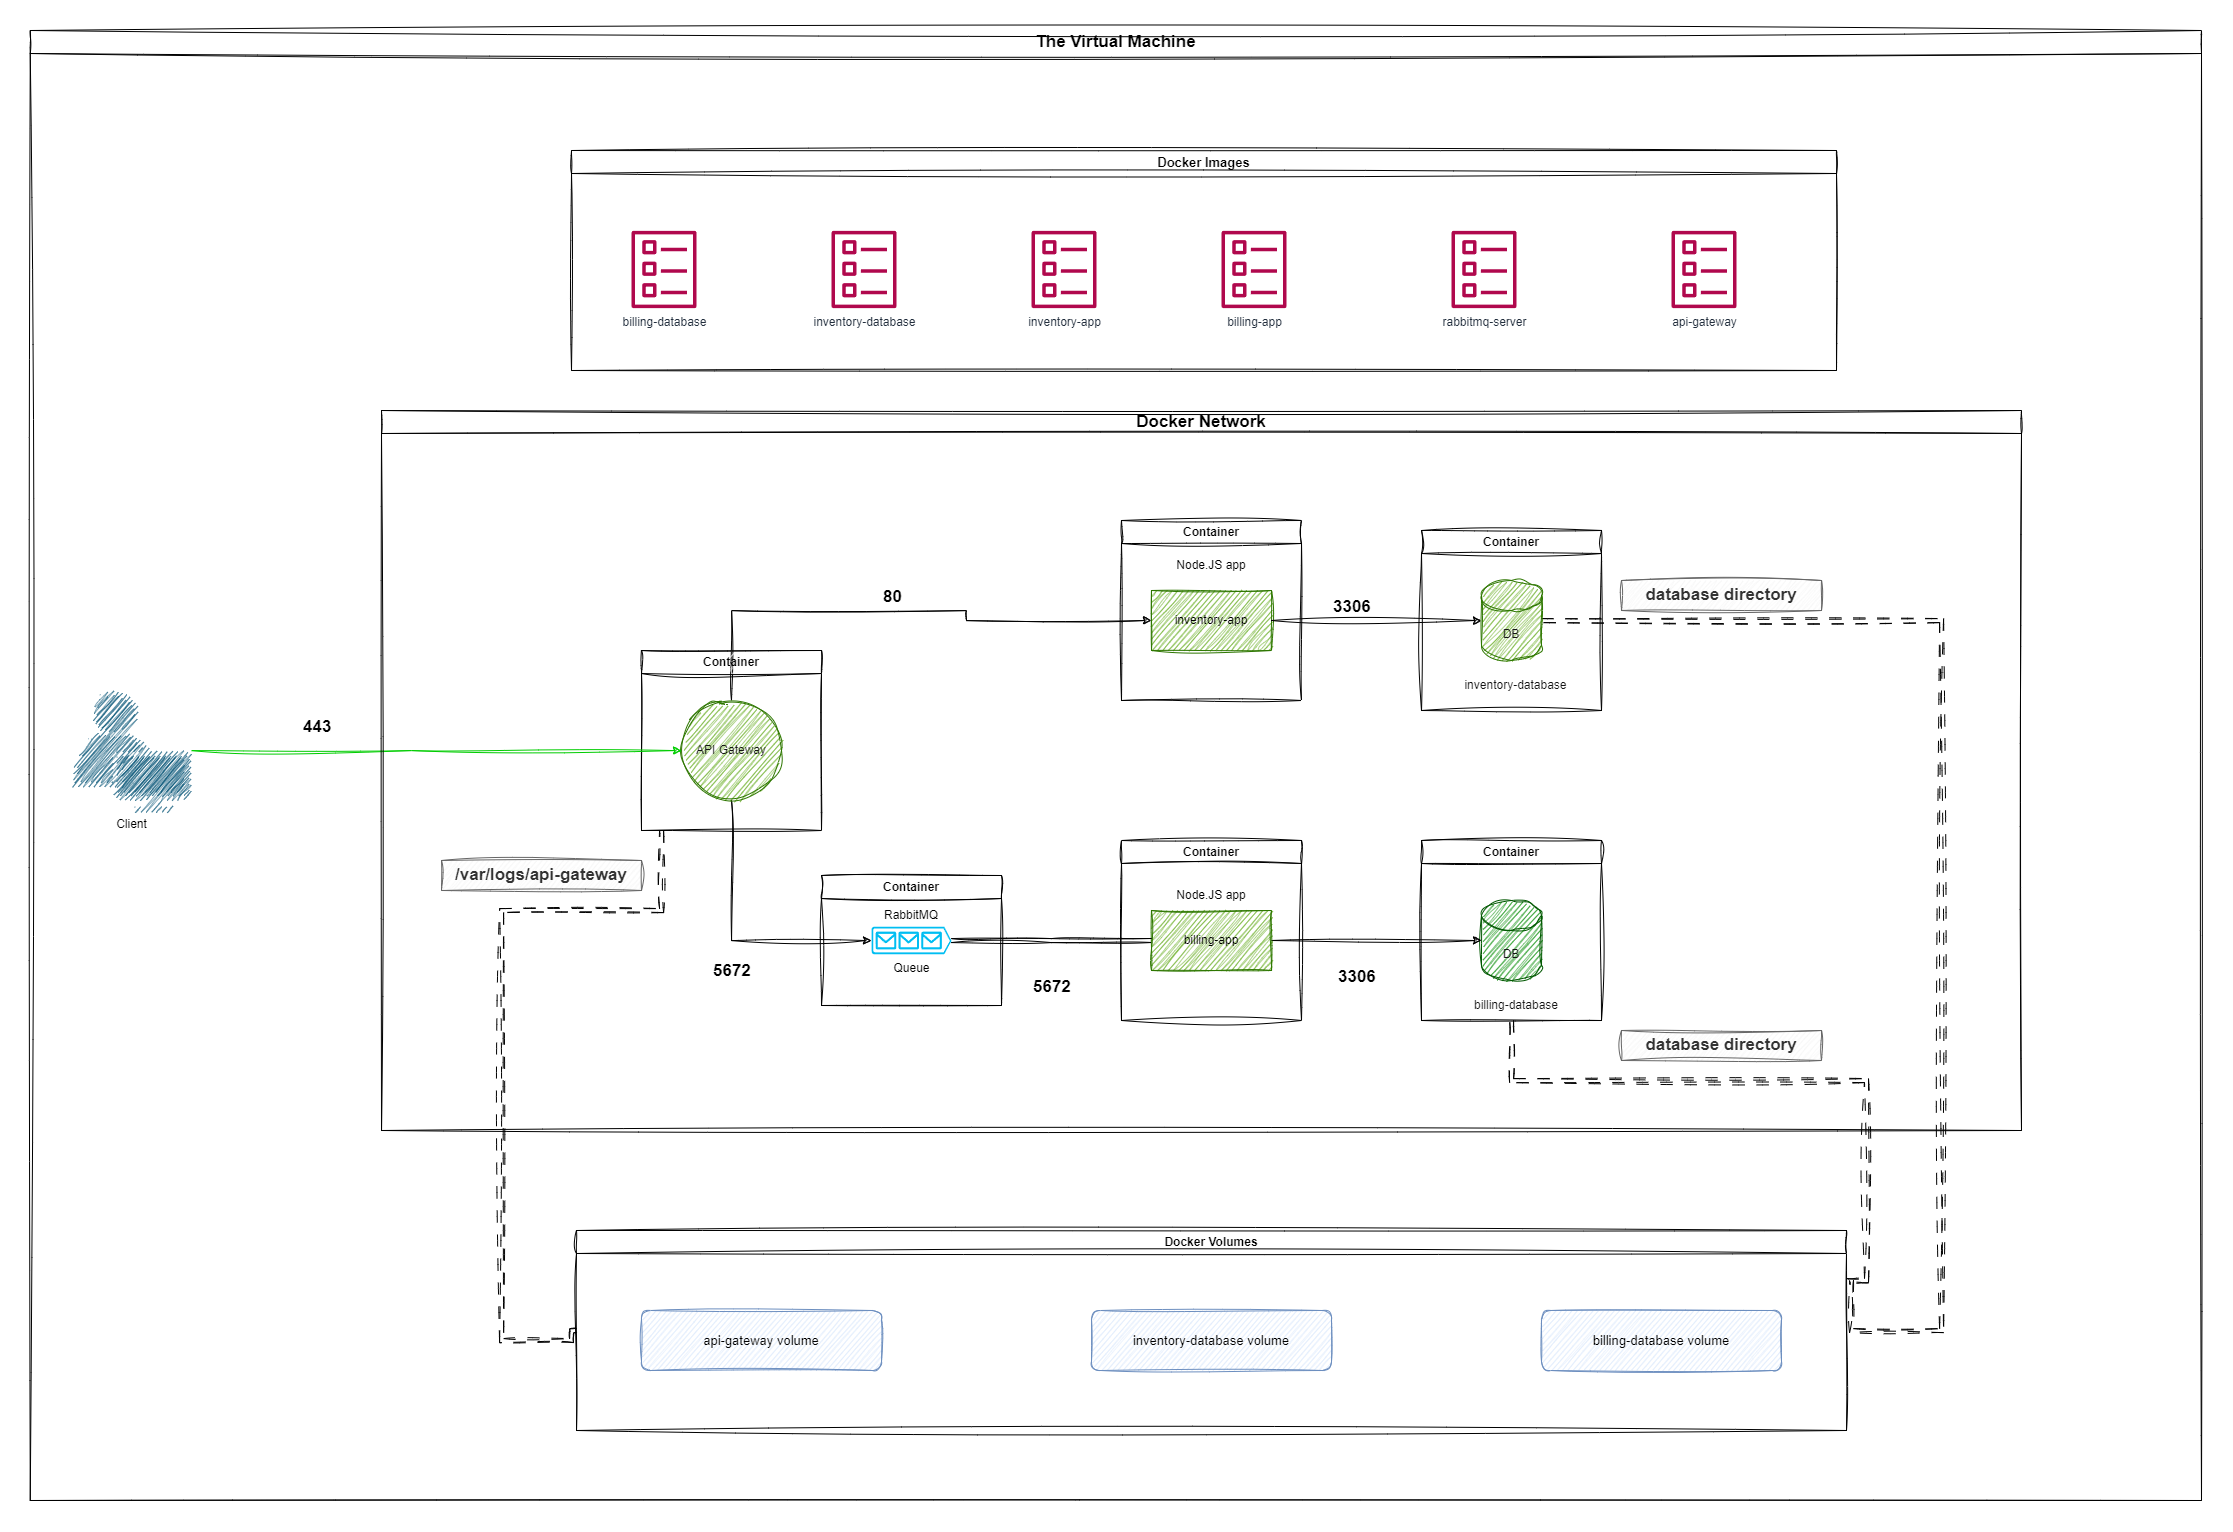 The Virtual Machine
Docker Images
billing-database
inventory-database
inventory-app
billing-app
rabbitmq-server
api-gateway
Docker Network
Container
Node.JS app
inventory-app
80
3306
Container
DB
inventory-database
database directory
Container
API Gateway
443
Client
/var/logs/api-gateway
5672
Container
RabbitMQ
Queue
5672
Container
Node.JS app
billing-app
3306
Container
DB
billing-database
database directory
Docker Volumes
api-gateway volume
inventory-database volume
billing-database volume